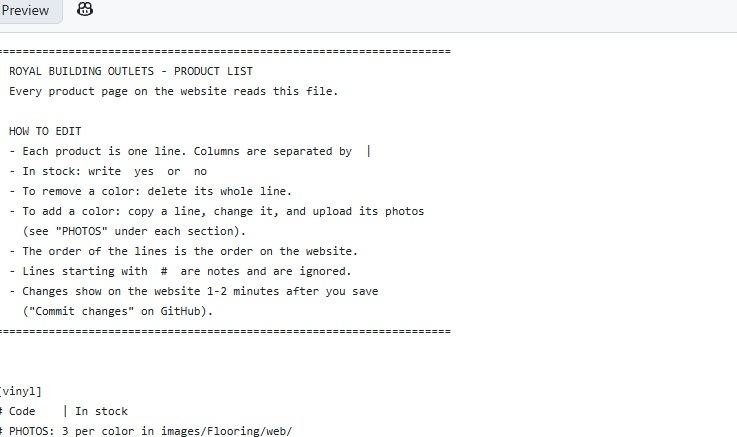 Preview
======================================================================
ROYAL BUILDING OUTLETS - PRODUCT LIST
Every product page on the website reads this file.
HOW TO EDIT
- Each product is one line. Columns are separated by |
- In stock: write yes or no
- To remove a color: delete its whole line.
- To add a color: copy a line, change it, and upload its photos
(see "PHOTOS" under each section).
- The order of the lines is the order on the website.
- Lines starting with # are notes and are ignored.
- Changes show on the website 1-2 minutes after you save
("Commit changes" on GitHub).
======================================================================
[vinyl]
# Code | In stock
# PHOTOS: 3 per color in images/Flooring/web/